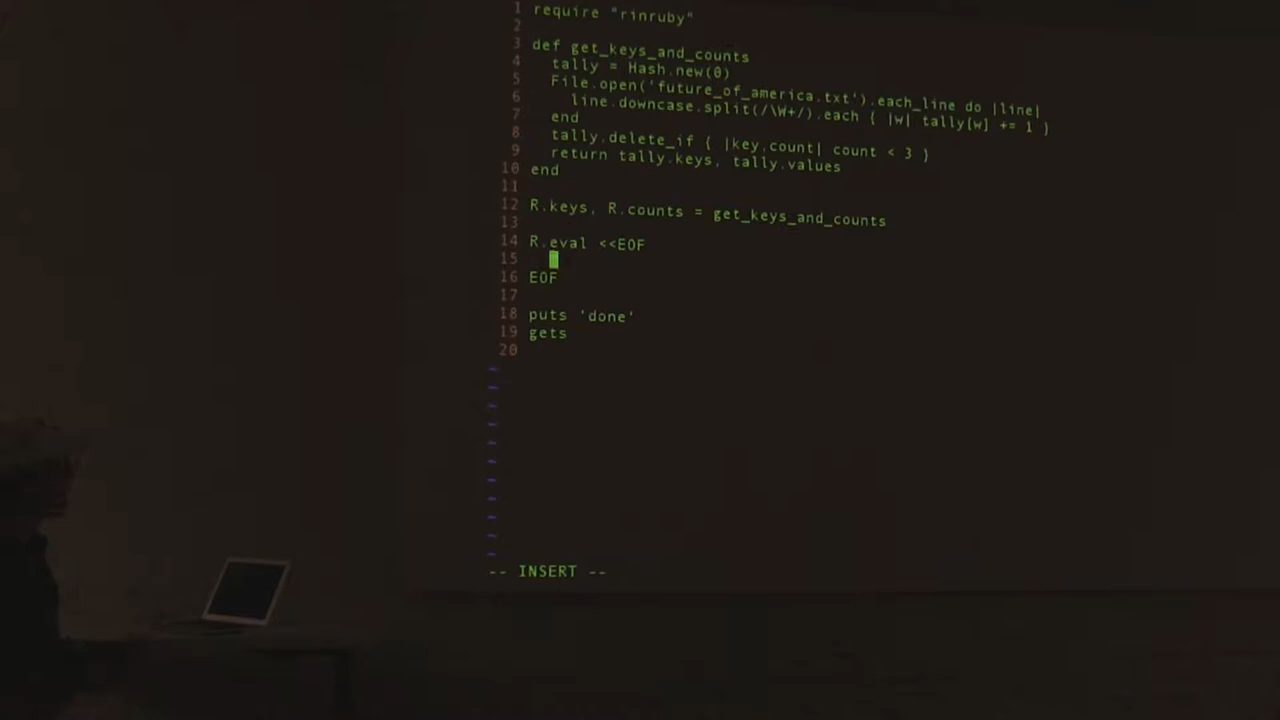 1 require "rinruby"
2
3 def get_keys_and_counts
4   tally = Hash.new(0)
5   File.open('future_of_america.txt').each_line do |line|
6     line.downcase.split(/\W+/).each { |w| tally[w] += 1 }
7   end
8   tally.delete_if { |key,count| count < 3 }
9   return tally.keys, tally.values
10 end
11
12 R.keys, R.counts = get_keys_and_counts
13
14 R.eval <<EOF
15
16 EOF
17
18 puts 'done'
19 gets
20
~
~
~
~
~
~
~
~
~
~
~
-- INSERT --